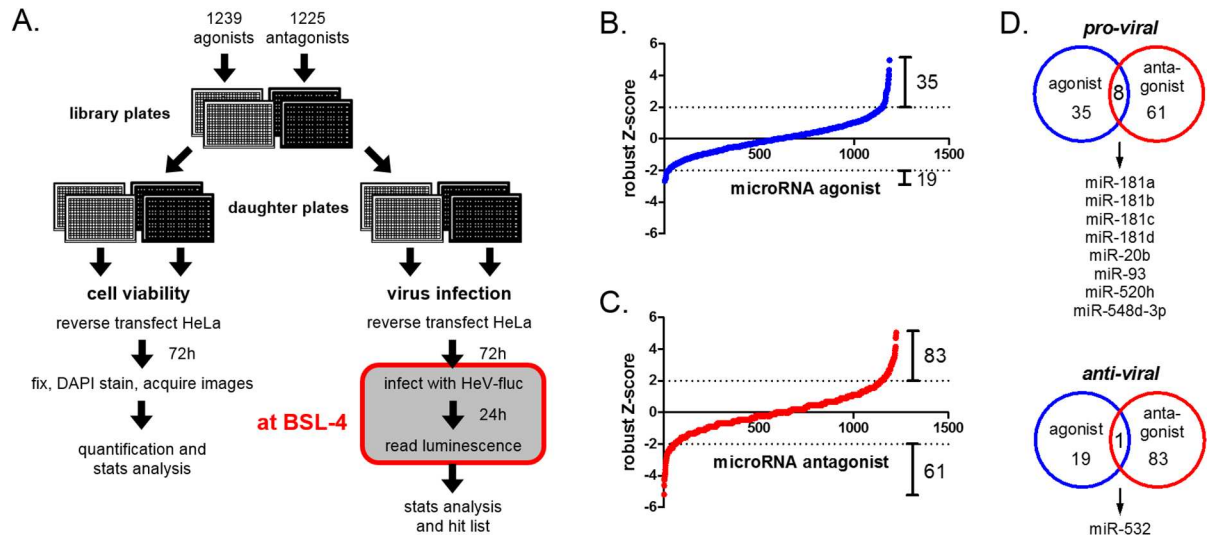 A.
1239 agonists
1225 antagonists
library plates
daughter plates
cell viability
virus infection
reverse transfect HeLa
reverse transfect HeLa
72h
72h
fix, DAPI stain, acquire images
infect with HeV-fluc
at BSL-4
24h
read luminescence
quantification and
stats analysis
stats analysis
and hit list
B.
robust Z-score
6
4
2
0
-2
-4
-6
500
1000
1500
microRNA agonist
35
19
C.
robust Z-score
6
4
2
0
-2
-4
-6
500
1000
1500
microRNA antagonist
83
61
D.
pro-viral
agonist
35
8
anta-
gonist
61
miR-181a
miR-181b
miR-181c
miR-181d
miR-20b
miR-93
miR-520h
miR-548d-3p
anti-viral
agonist
19
1
anta-
gonist
83
miR-532